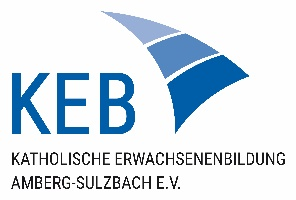 KEB
KATHOLISCHE ERWACHSENENBILDUNG
AMBERG-SULZBACH E.V.